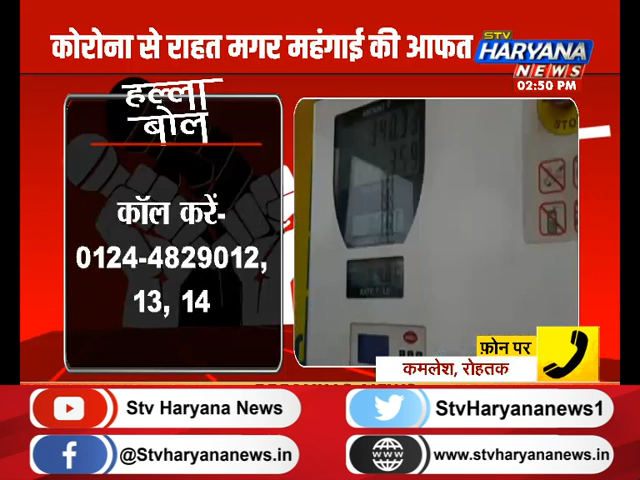 कोरोना से राहत मगर महंगाई की आफत
STV
HARYANA
NEWS
02:50 PM
हल्ला
बोल
कॉल करें-
0124-4829012,
13, 14
फ़ोन पर
कमलेश, रोहतक
Stv Haryana News
StvHaryananews1
@Stvharyananews.in
www.stvharyananews.in